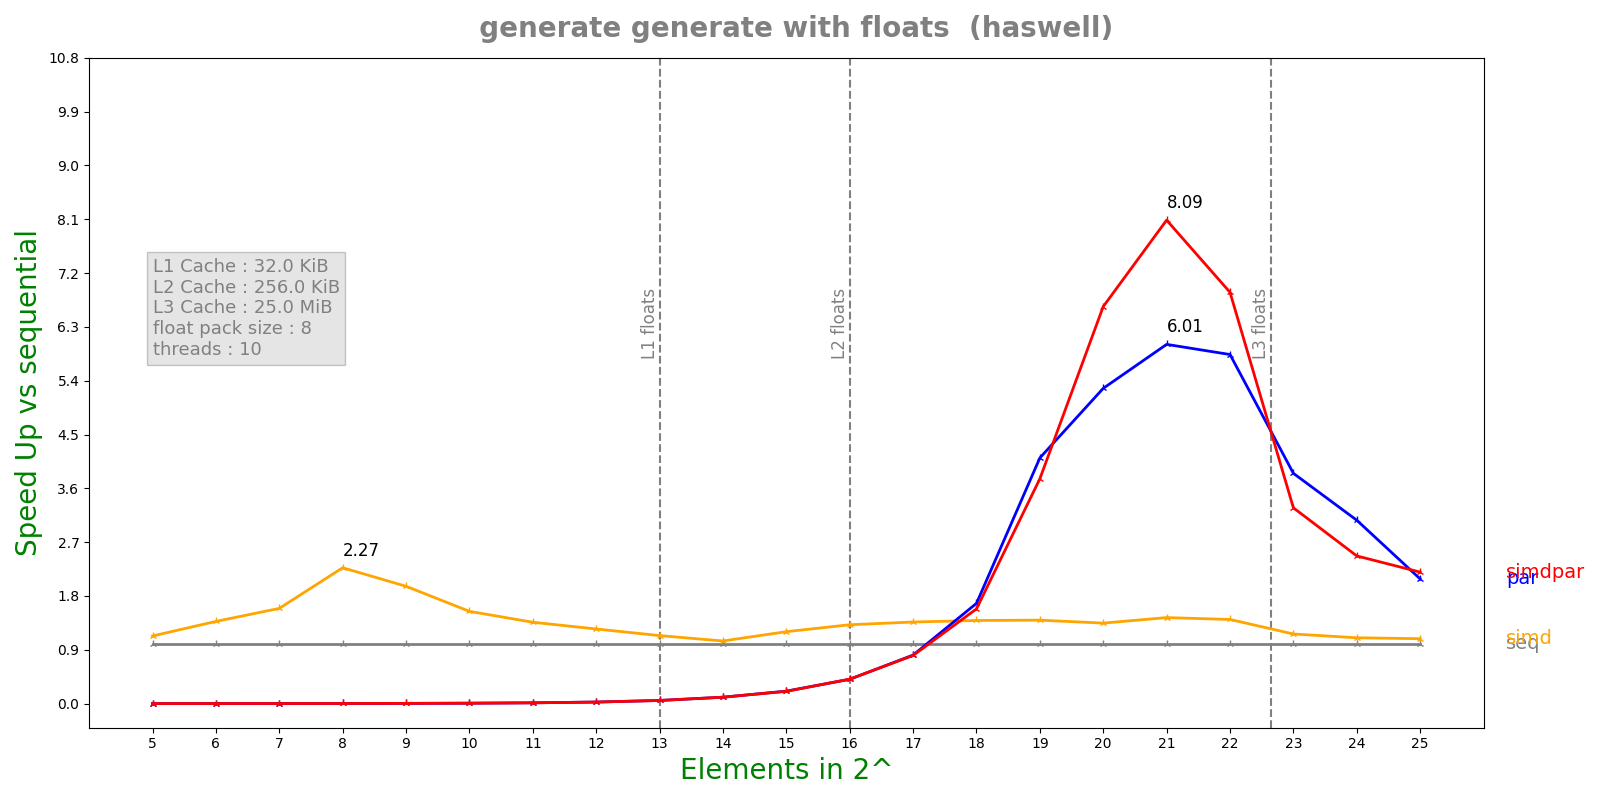 generate generate with floats (haswell)
Speed Up vs sequential
10.8
9.9
9.0
8.1
7.2
6.3
5.4
4.5
3.6
2.7
1.8
0.9
0.0
L1 Cache : 32.0 KiB
L2 Cache : 256.0 KiB
L3 Cache : 25.0 MiB
float pack size : 8
threads : 10
L1 floats
L2 floats
L3 floats
2.27
8.09
6.01
simdpar
par
simd
seq
5 6 7 8 9 10 11 12 13 14 15 16 17 18 19 20 21 22 23 24 25
Elements in 2^